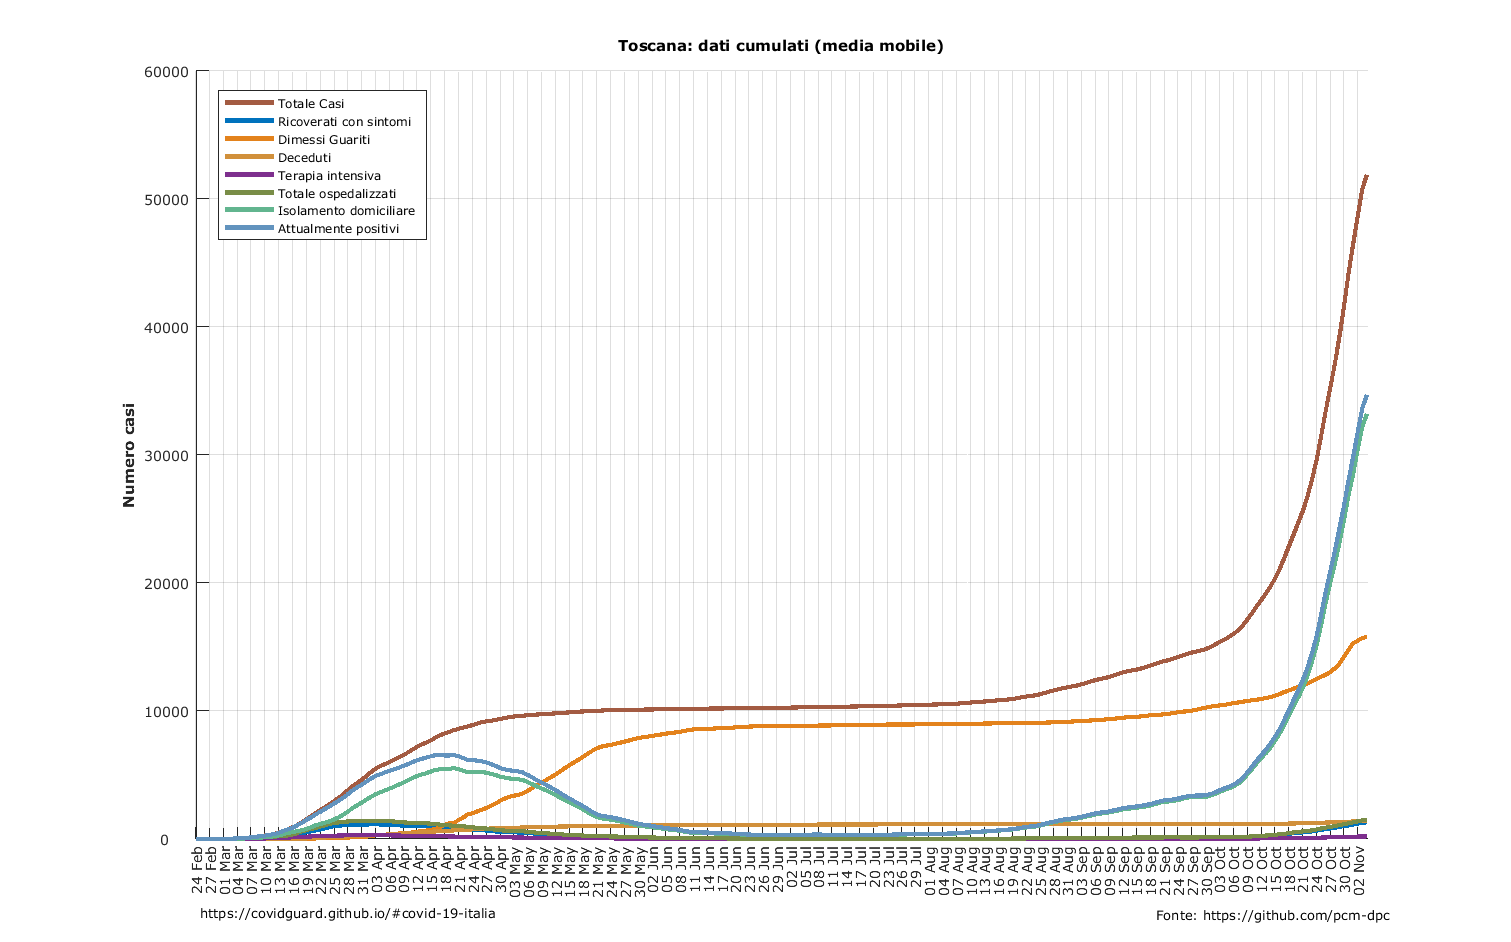 Toscana: dati cumulati (media mobile)
60000
50000
40000
30000
20000
10000
0
Numero casi
Totale Casi
Ricoverati con sintomi
Dimessi Guariti
Deceduti
Terapia intensiva
Totale ospedalizzati
Isolamento domiciliare
Attualmente positivi
24 Feb
27 Feb
01 Mar
04 Mar
07 Mar
10 Mar
13 Mar
16 Mar
19 Mar
22 Mar
25 Mar
28 Mar
31 Mar
03 Apr
06 Apr
09 Apr
12 Apr
15 Apr
18 Apr
21 Apr
24 Apr
27 Apr
30 Apr
03 May
06 May
09 May
12 May
15 May
18 May
21 May
24 May
27 May
30 May
02 Jun
05 Jun
08 Jun
11 Jun
14 Jun
17 Jun
20 Jun
23 Jun
26 Jun
29 Jun
02 Jul
05 Jul
08 Jul
11 Jul
14 Jul
17 Jul
20 Jul
23 Jul
26 Jul
29 Jul
01 Aug
04 Aug
07 Aug
10 Aug
13 Aug
16 Aug
19 Aug
22 Aug
25 Aug
28 Aug
31 Aug
03 Sep
06 Sep
09 Sep
12 Sep
15 Sep
18 Sep
21 Sep
24 Sep
27 Sep
30 Sep
03 Oct
06 Oct
09 Oct
12 Oct
15 Oct
18 Oct
21 Oct
24 Oct
27 Oct
30 Oct
02 Nov
https://covidguard.github.io/#covid-19-italia
Fonte: https://github.com/pcm-dpc